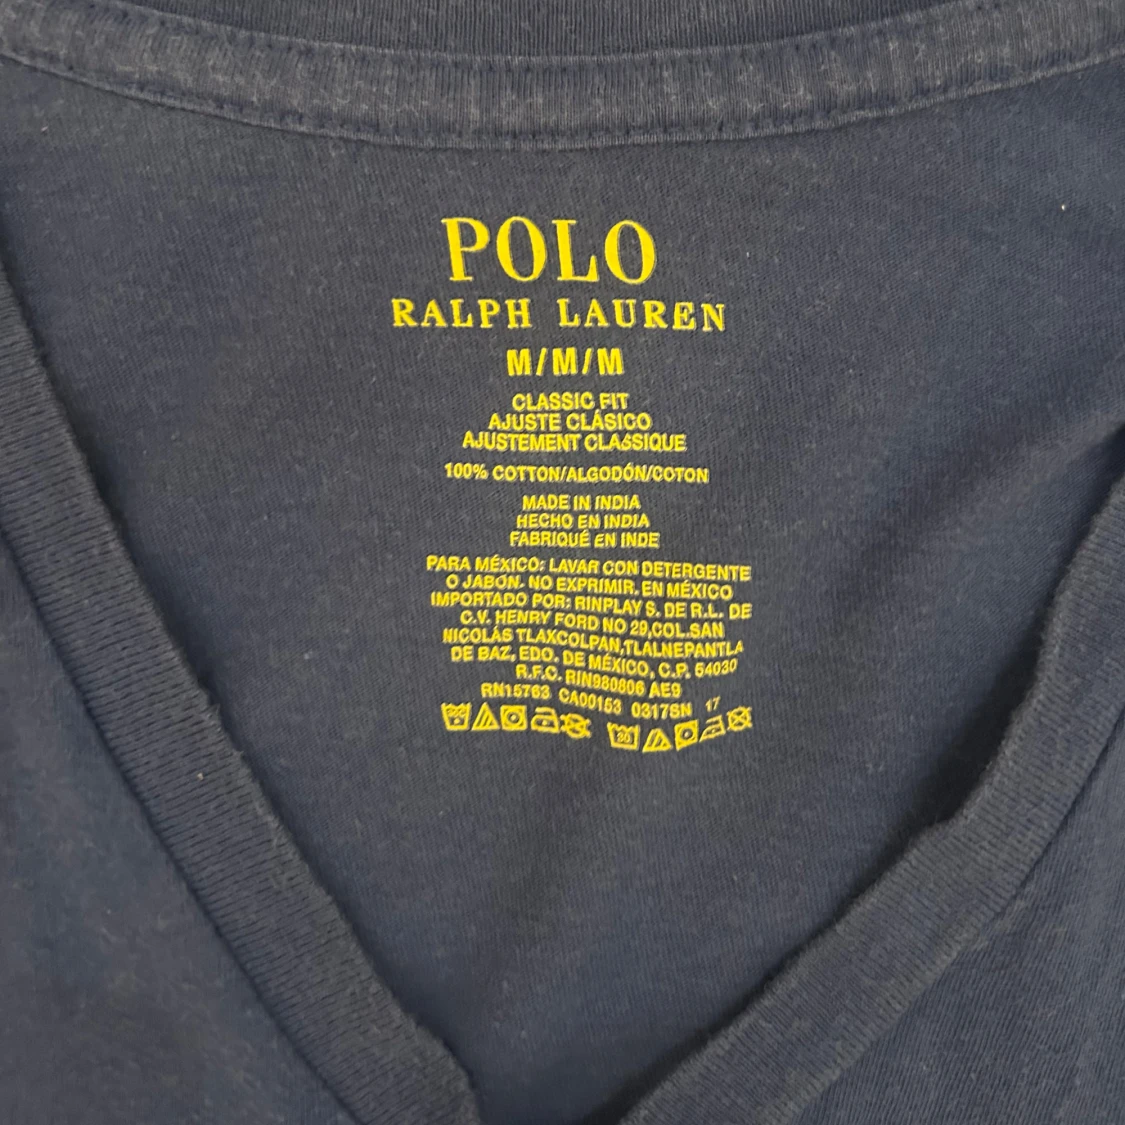 POLO
RALPH LAUREN
M/M/M
CLASSIC FIT
AJUSTE CLÁSICO
AJUSTEMENT CLASSIQUE
100% COTTON/ALGODÓN/COTON
MADE IN INDIA
HECHO EN INDIA
FABRIQUÉ EN INDE
PARA MÉXICO: LAVAR CON DETERGENTE
O JABÓN. NO EXPRIMIR. EN MÉXICO
IMPORTADO POR: RINPLAY S. DE R.L. DE
C.V. HENRY FORD NO 29,COL.SAN
NICOLÁS TLAXCOLPAN,TLALNEPANTLA
DE BAZ, EDO. DE MÉXICO, C.P. 54030
R.F.C. RIN980806 AE9
RN15763 CA00153 0317SN 17
30